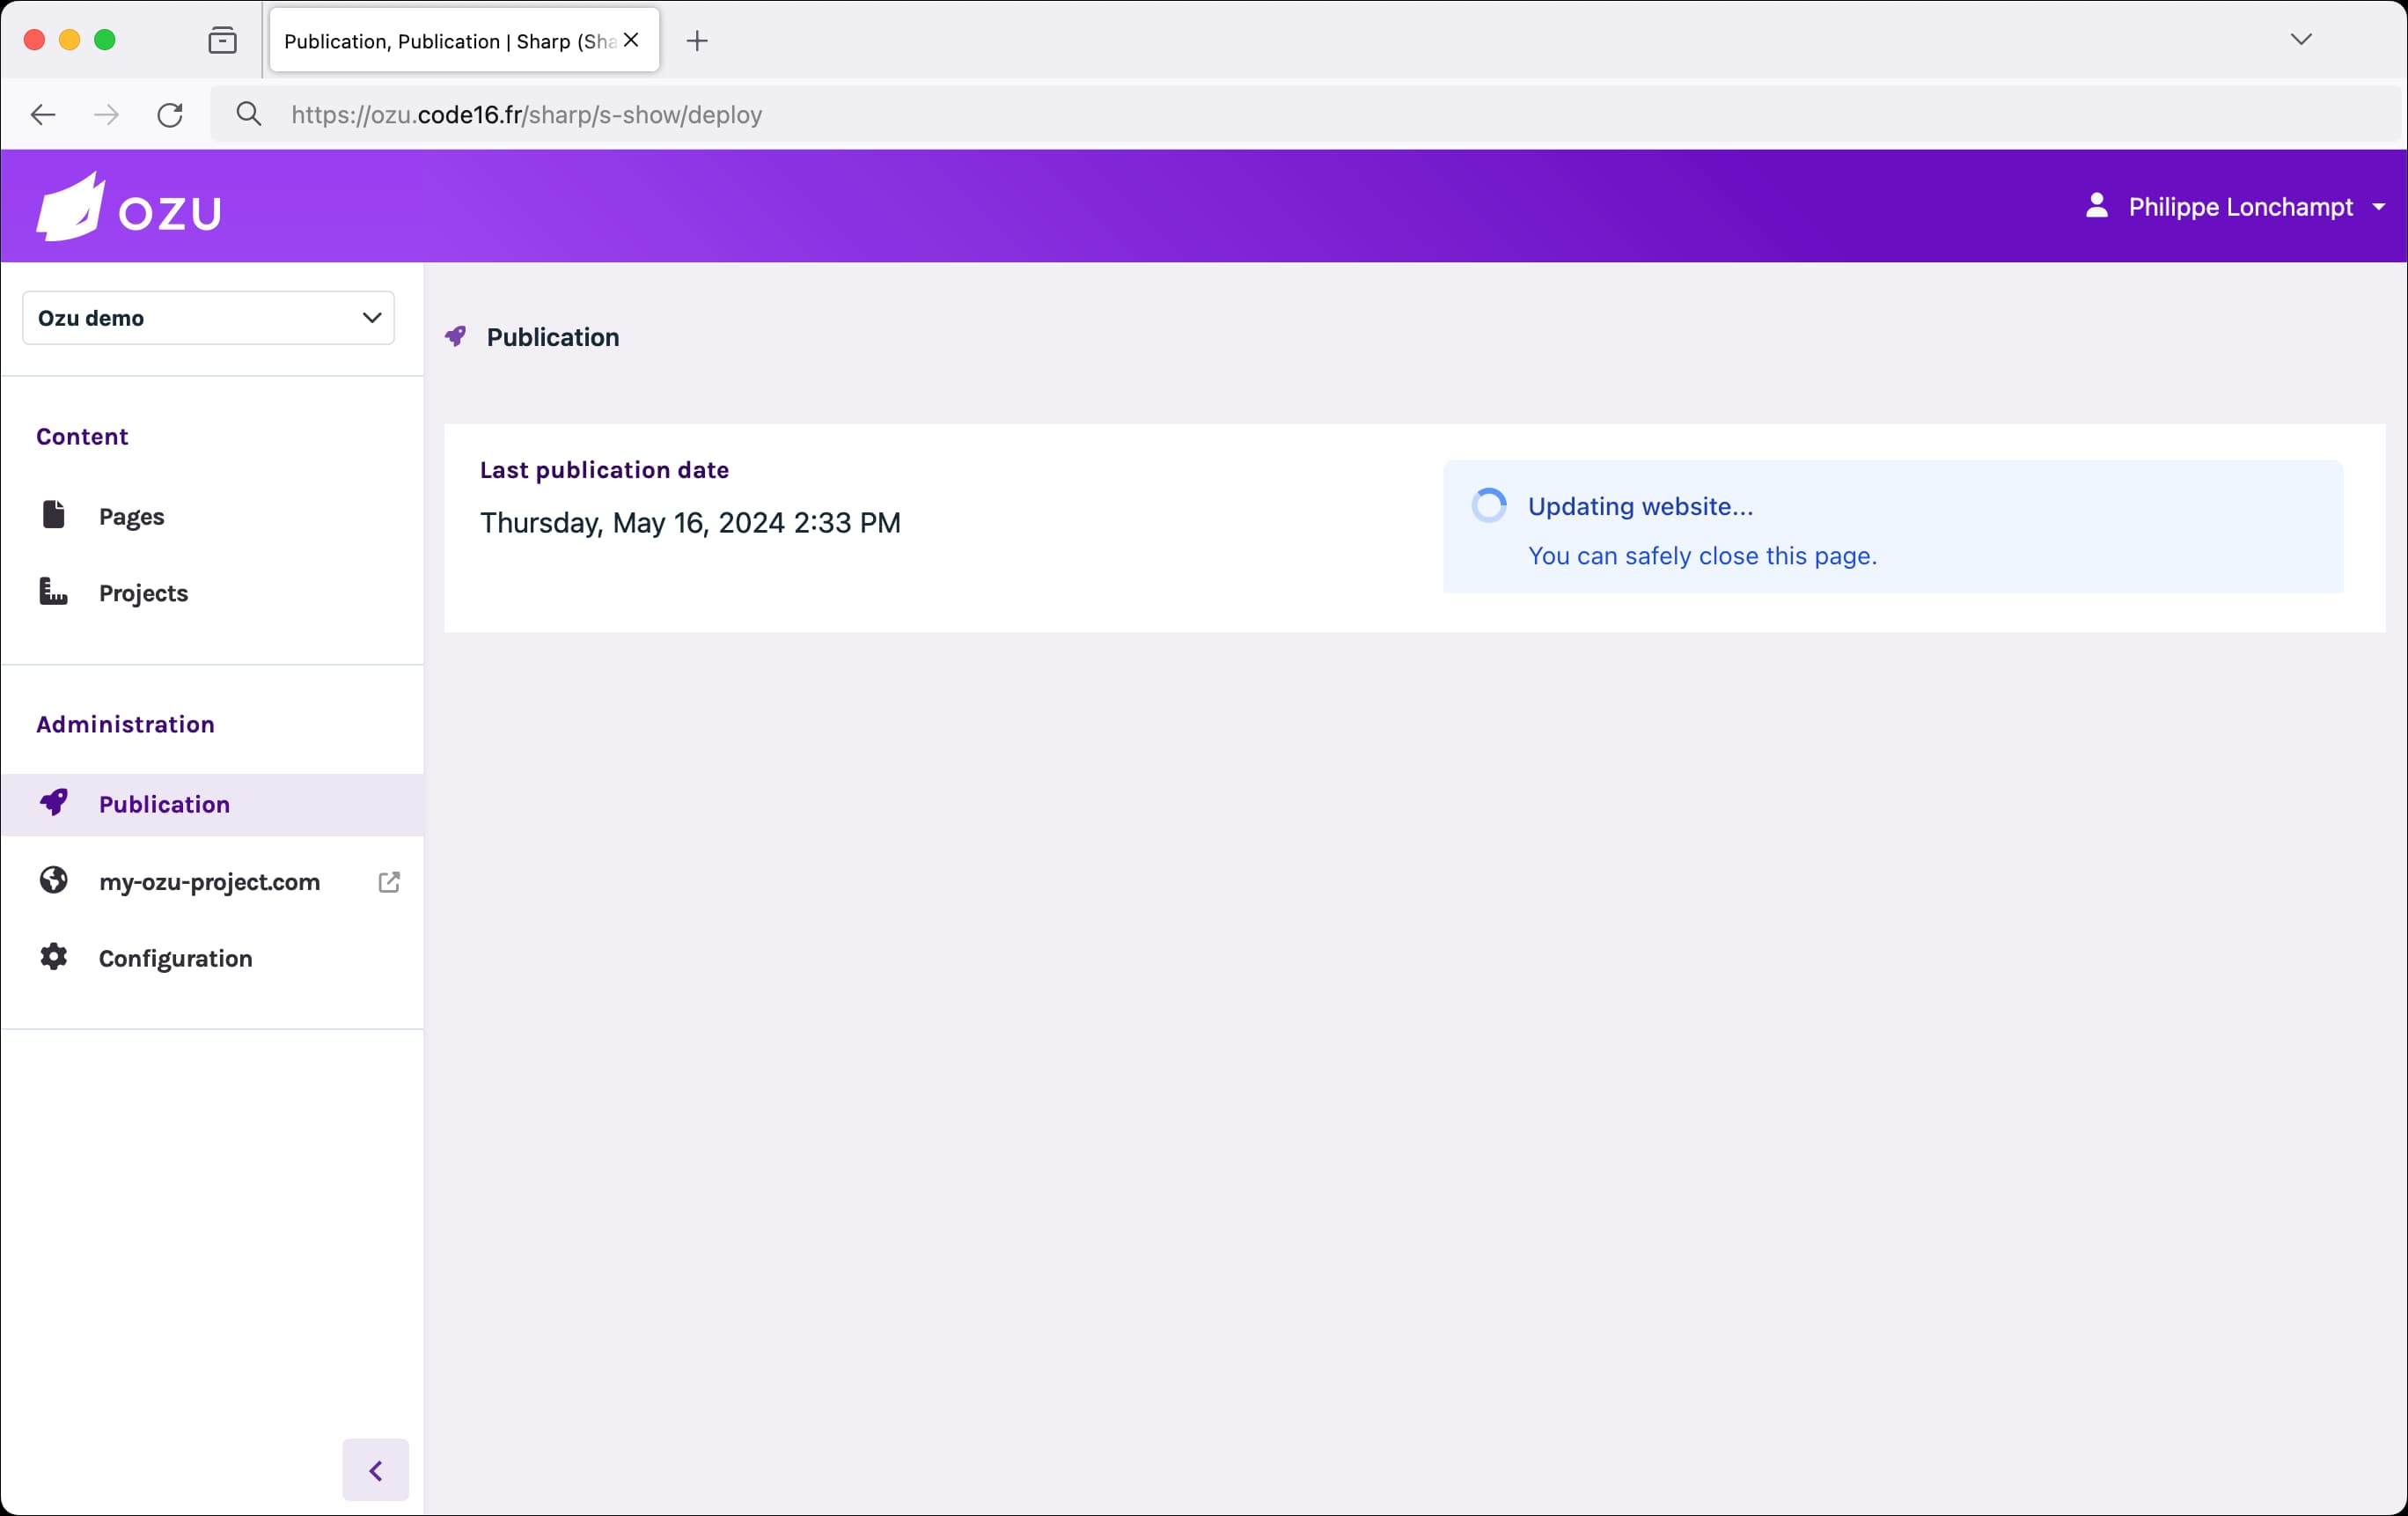 Publication, Publication | Sharp (Sha
https://ozu.code16.fr/sharp/s-show/deploy
OZU
Philippe Lonchampt
Ozu demo
Publication
Content
Last publication date
Thursday, May 16, 2024 2:33 PM
Updating website...
You can safely close this page.
Pages
Projects
Administration
Publication
my-ozu-project.com
Configuration